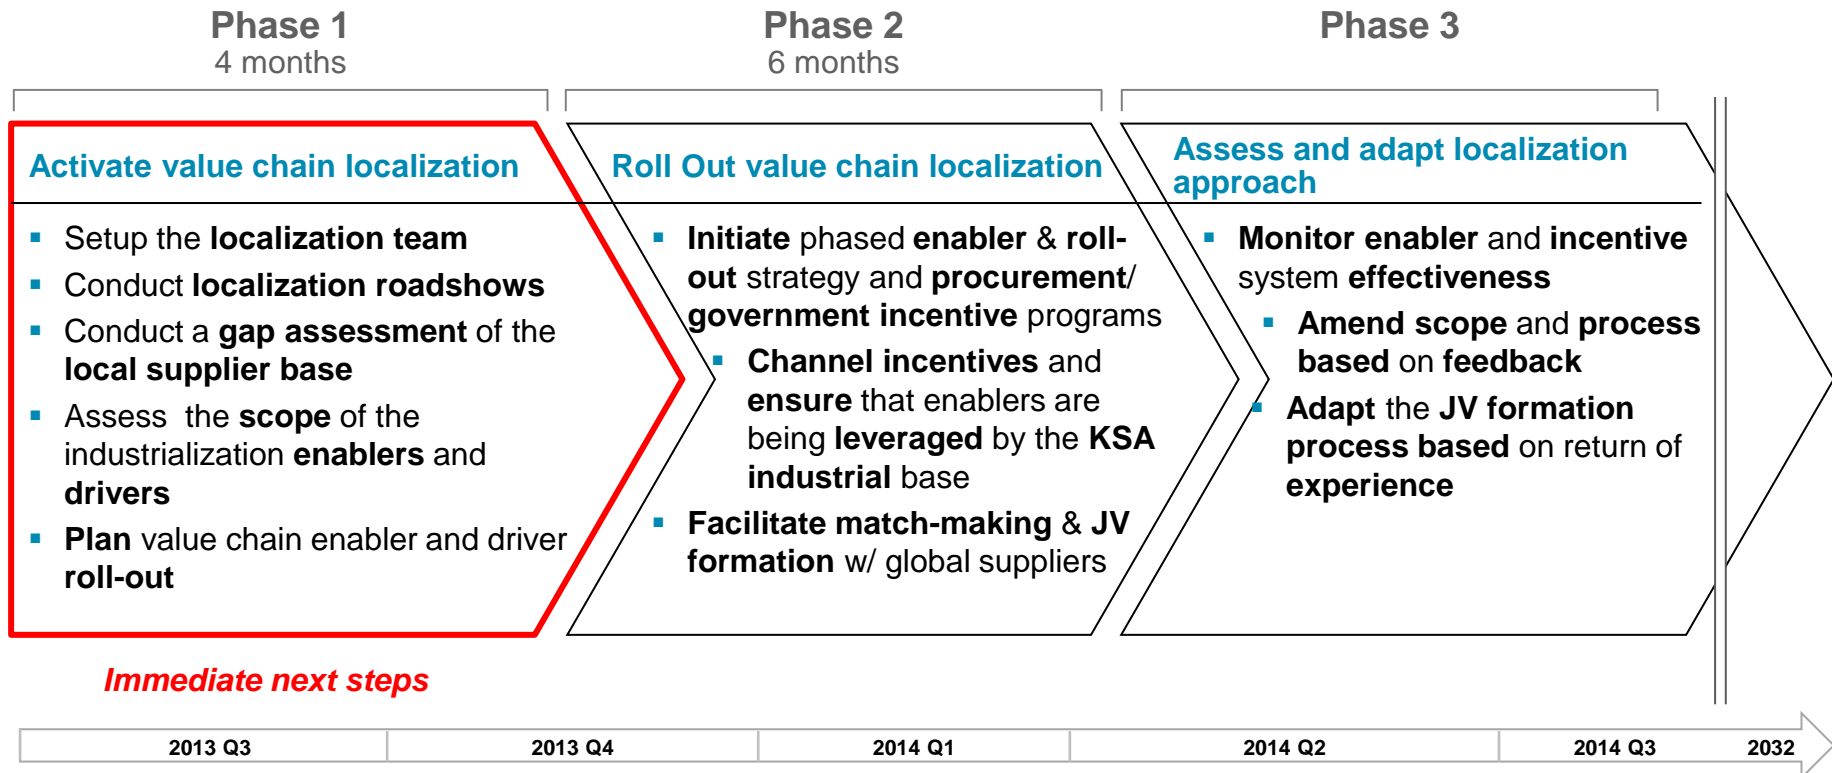 Phase 1
4 months
Phase 2
6 months
Phase 3
Activate value chain localization
▪ Setup the localization team
▪ Conduct localization roadshows
▪ Conduct a gap assessment of the
local supplier base
▪ Assess the scope of the
industrialization enablers and
drivers
▪ Plan value chain enabler and driver
roll-out
Roll Out value chain localization
▪ Initiate phased enabler & roll-
out strategy and procurement/
government incentive programs
▪ Channel incentives and
ensure that enablers are
being leveraged by the KSA
industrial base
▪ Facilitate match-making & JV
formation w/ global suppliers
Assess and adapt localization
approach
▪ Monitor enabler and incentive
system effectiveness
▪ Amend scope and process
based on feedback
▪ Adapt the JV formation
process based on return of
experience
Immediate next steps
2013 Q3
2013 Q4
2014 Q1
2014 Q2
2014 Q3
2032